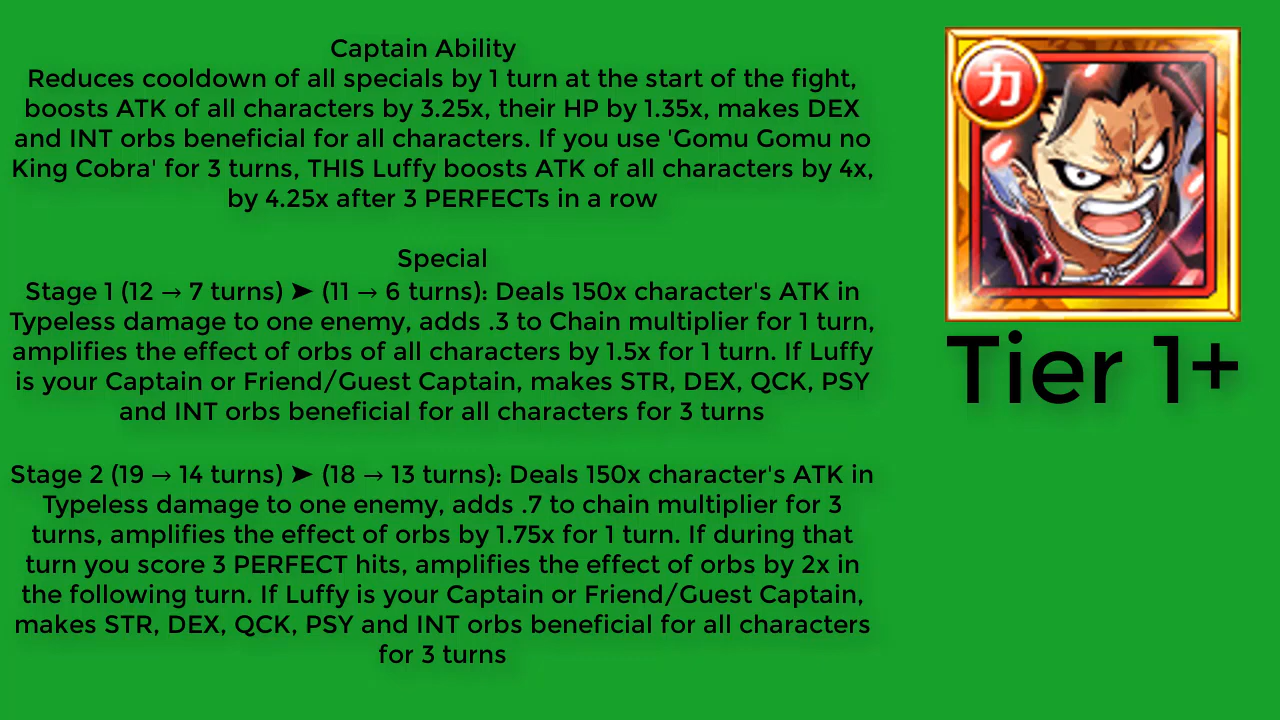 Captain Ability
Reduces cooldown of all specials by 1 turn at the start of the fight,
boosts ATK of all characters by 3.25x, their HP by 1.35x, makes DEX
and INT orbs beneficial for all characters. If you use 'Gomu Gomu no
King Cobra' for 3 turns, THIS Luffy boosts ATK of all characters by 4x,
by 4.25x after 3 PERFECTs in a row
Special
Stage 1 (12 → 7 turns) ➤ (11 → 6 turns): Deals 150x character's ATK in
Typeless damage to one enemy, adds .3 to Chain multiplier for 1 turn,
amplifies the effect of orbs of all characters by 1.5x for 1 turn. If Luffy
is your Captain or Friend/Guest Captain, makes STR, DEX, QCK, PSY
and INT orbs beneficial for all characters for 3 turns
Stage 2 (19 → 14 turns) ➤ (18 → 13 turns): Deals 150x character's ATK in
Typeless damage to one enemy, adds .7 to chain multiplier for 3
turns, amplifies the effect of orbs by 1.75x for 1 turn. If during that
turn you score 3 PERFECT hits, amplifies the effect of orbs by 2x in
the following turn. If Luffy is your Captain or Friend/Guest Captain,
makes STR, DEX, QCK, PSY and INT orbs beneficial for all characters
for 3 turns
力
Tier 1+